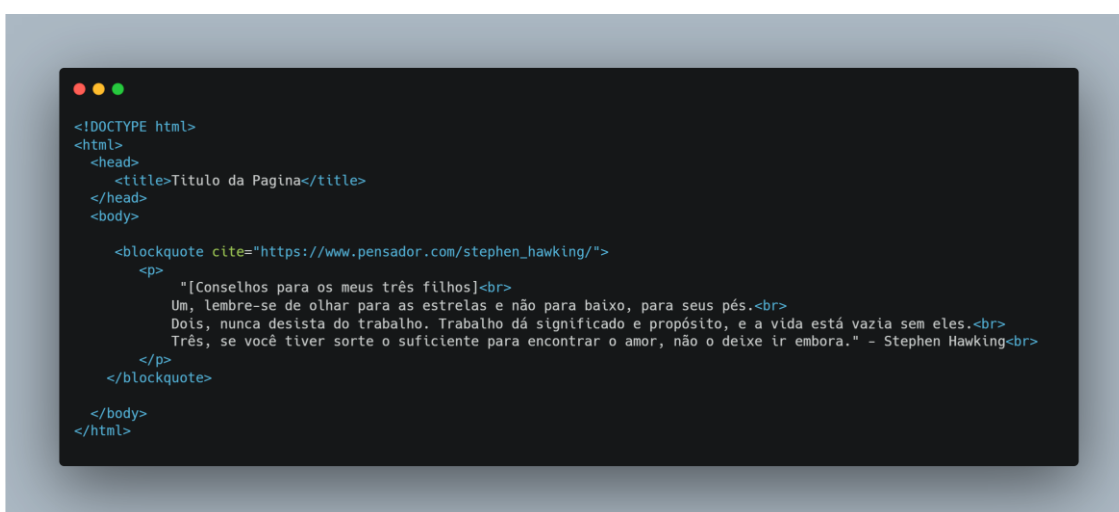 <!DOCTYPE html>
<html>
<head>
<title>Titulo da Pagina</title>
</head>
<body>
<blockquote cite="https://www.pensador.com/stephen_hawking/">
<p>
"[Conselhos para os meus três filhos]<br>
Um, lembre-se de olhar para as estrelas e não para baixo, para seus pés.<br>
Dois, nunca desista do trabalho. Trabalho dá significado e propósito, e a vida está vazia sem eles.<br>
Três, se você tiver sorte o suficiente para encontrar o amor, não o deixe ir embora." - Stephen Hawking<br>
</p>
</blockquote>
</body>
</html>